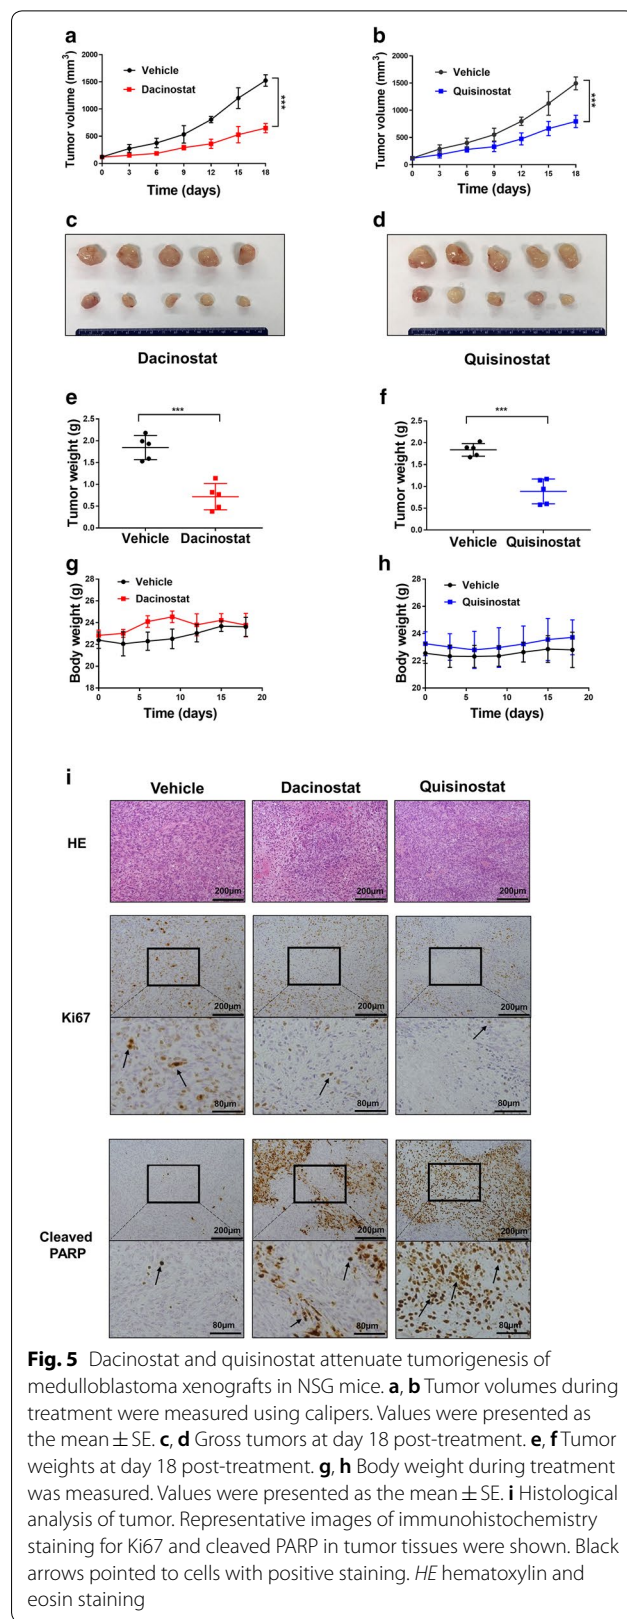 a
Tumor volume (mm³)
2000
1500
1000
500
0
Vehicle
Dacinostat
***
0 3 6 9 12 15 18
Time (days)
b
Tumor volume (mm³)
2000
1500
1000
500
0
Vehicle
Quisinostat
***
0 3 6 9 12 15 18
Time (days)
c
Dacinostat
d
Quisinostat
e
Tumor weight (g)
2.5
2.0
1.5
1.0
0.5
0.0
***
Vehicle Dacinostat
f
Tumor weight (g)
2.5
2.0
1.5
1.0
0.5
0.0
***
Vehicle Quisinostat
g
Body weight (g)
28
26
24
22
20
18
Vehicle
Dacinostat
0 5 10 15 20
Time (days)
h
Body weight (g)
28
26
24
22
20
Vehicle
Quisinostat
0 5 10 15 20
Time (days)
i
Vehicle Dacinostat Quisinostat
HE
200μm 200μm 200μm
Ki67
200μm 200μm 200μm
80μm 80μm 80μm
Cleaved
PARP
200μm 200μm 200μm
80μm 80μm 80μm
Fig. 5 Dacinostat and quisinostat attenuate tumorigenesis of
medulloblastoma xenografts in NSG mice. a, b Tumor volumes during
treatment were measured using calipers. Values were presented as
the mean ± SE. c, d Gross tumors at day 18 post-treatment. e, f Tumor
weights at day 18 post-treatment. g, h Body weight during treatment
was measured. Values were presented as the mean ± SE. i Histological
analysis of tumor. Representative images of immunohistochemistry
staining for Ki67 and cleaved PARP in tumor tissues were shown. Black
arrows pointed to cells with positive staining. HE hematoxylin and
eosin staining